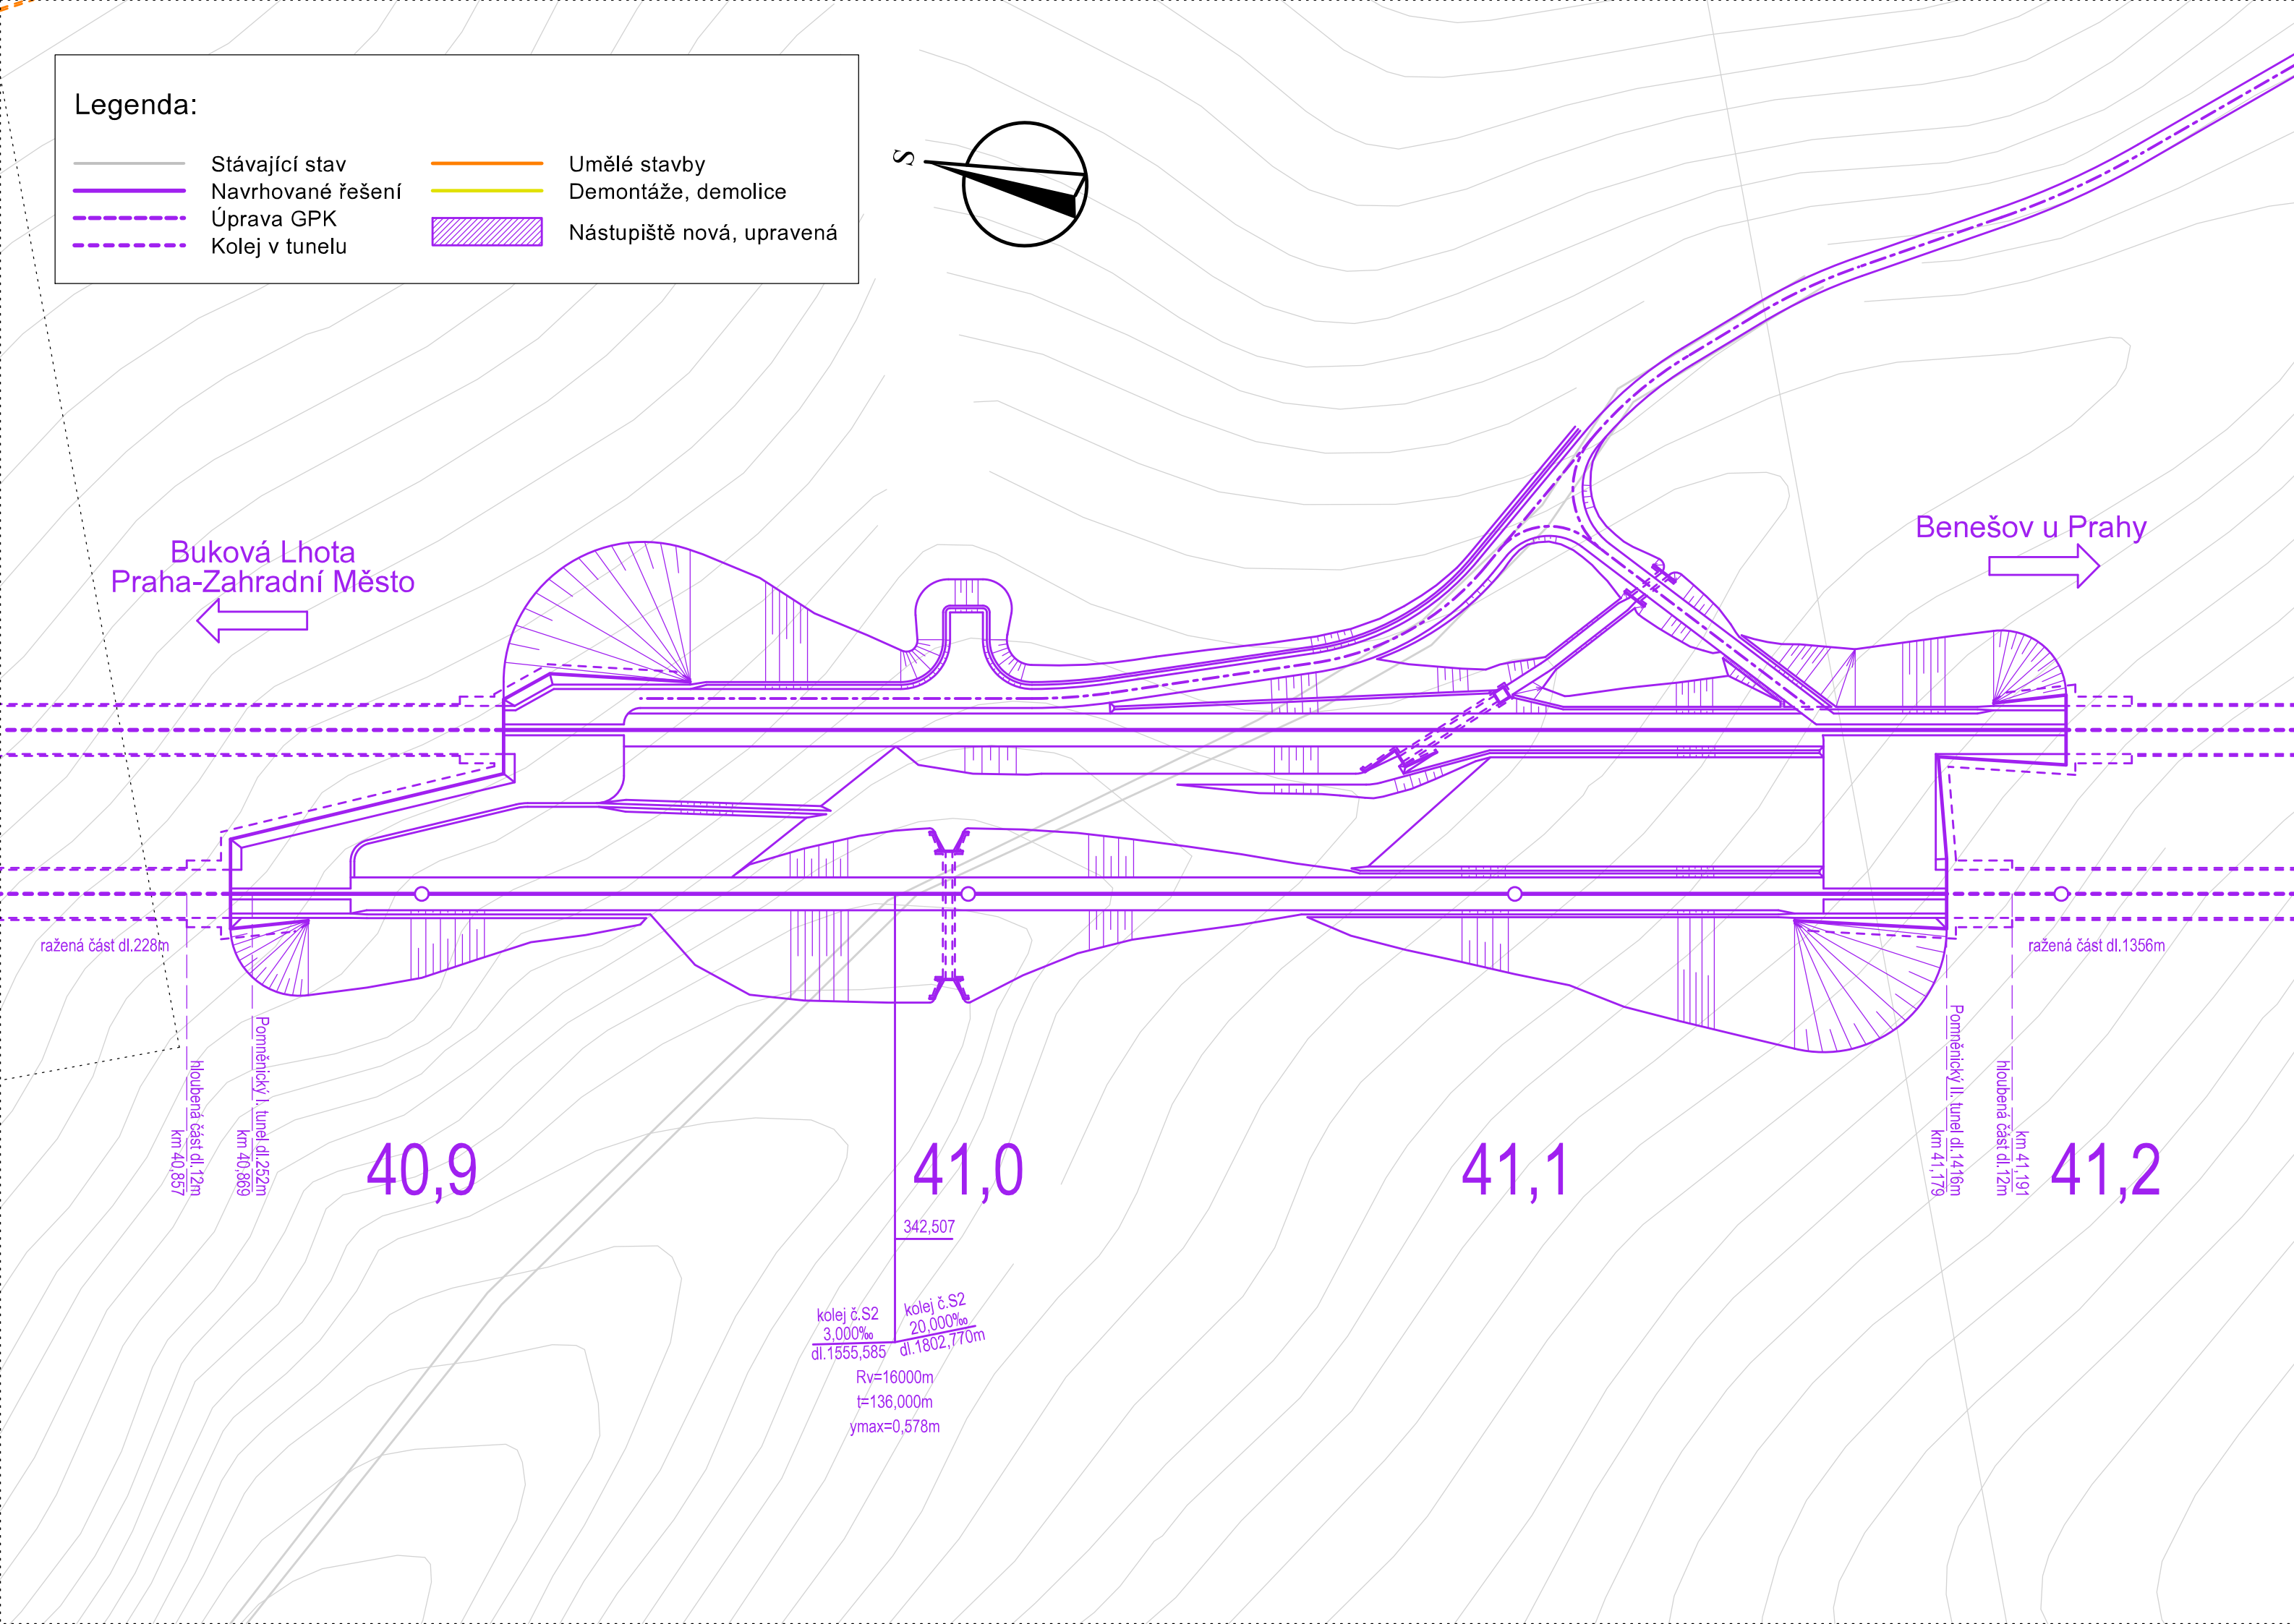 Legenda:
Stávající stav
Navrhované řešení
Úprava GPK
Kolej v tunelu
Umělé stavby
Demontáže, demolice
Nástupiště nová, upravená
S
Buková Lhota
Praha-Zahradní Město
Benešov u Prahy
ražená část dl.228m
ražená část dl.1356m
hloubená část dl.12m
km 40,857
Pomněnický I. tunel dl.252m
km 40,869
Pomněnický II. tunel dl.1416m
km 41,179
km 41,191
hloubená část dl.12m
40,9
41,0
41,1
41,2
342,507
kolej č.S2
3,000‰
dl.1555,585
kolej č.S2
20,000‰
dl.1802,770m
Rv=16000m
t=136,000m
ymax=0,578m